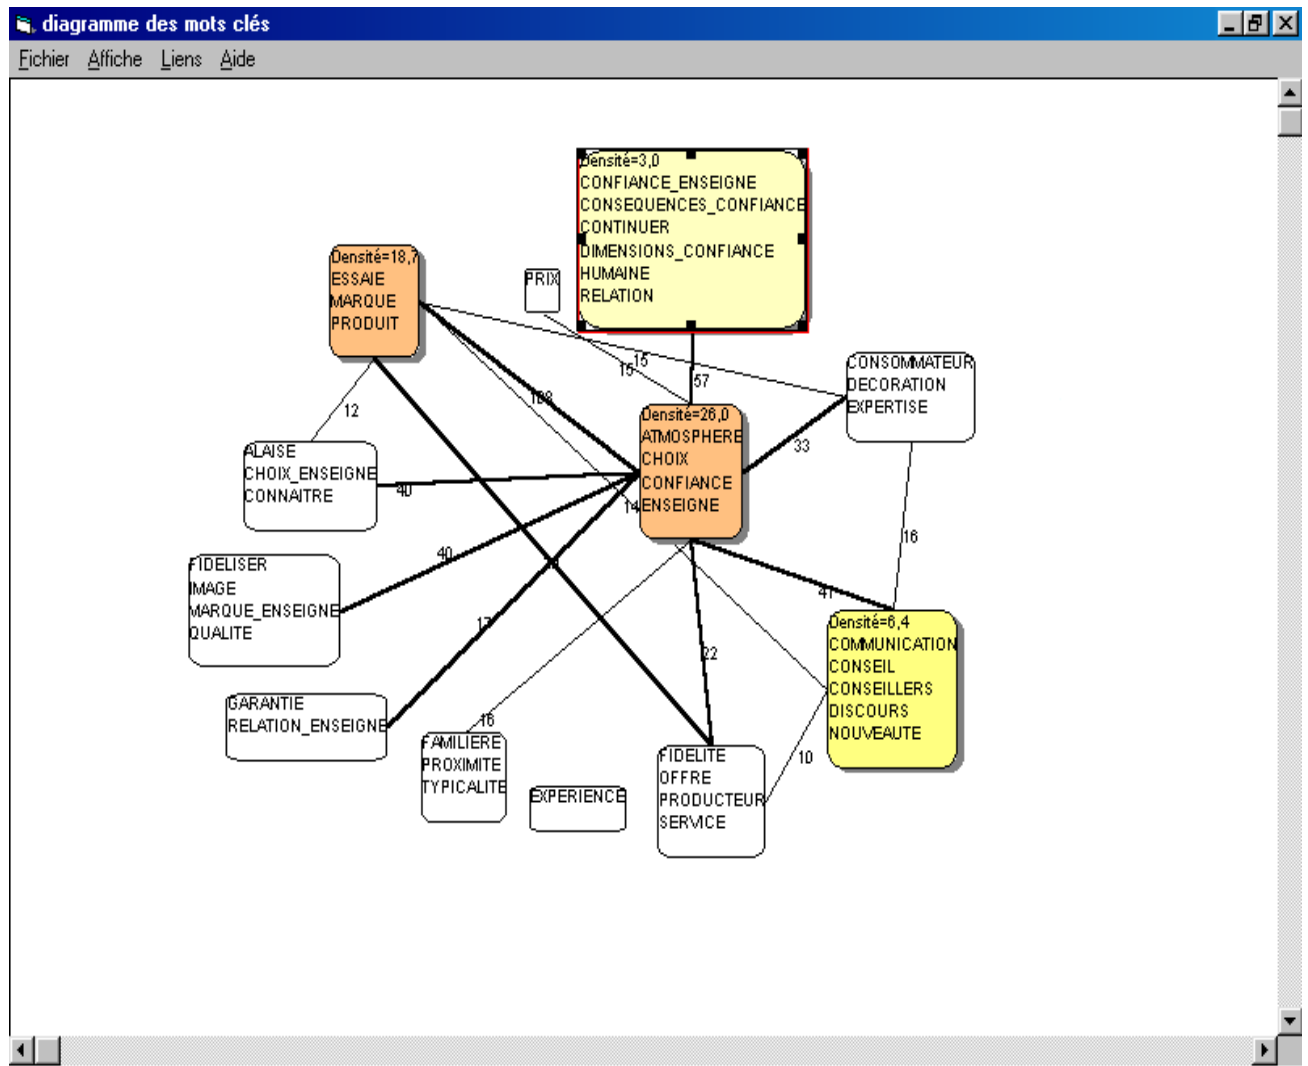 diagramme des mots clés
Fichier Affiche Liens Aide
Densité=3,0
CONFIANCE_ENSEIGNE
CONSEQUENCES_CONFIANCE
CONTINUER
DIMENSIONS_CONFIANCE
HUMAINE
RELATION
Densité=18,7
ESSAIE
MARQUE
PRODUIT
PRIX
15
15
57
CONSOMMATEUR
DECORATION
EXPERTISE
12
108
Densité=26,0
ATMOSPHERE
CHOIX
CONFIANCE
ENSEIGNE
33
ALAISE
CHOIX_ENSEIGNE
CONNAITRE
40
14
16
FIDELISER
IMAGE
MARQUE_ENSEIGNE
QUALITE
40
41
Densité=6,4
COMMUNICATION
CONSEIL
CONSEILLERS
DISCOURS
NOUVEAUTE
17
22
GARANTIE
RELATION_ENSEIGNE
16
FAMILIERE
PROXIMITE
TYPICALITE
EXPERIENCE
FIDELITE
OFFRE
PRODUCTEUR
SERVICE
10